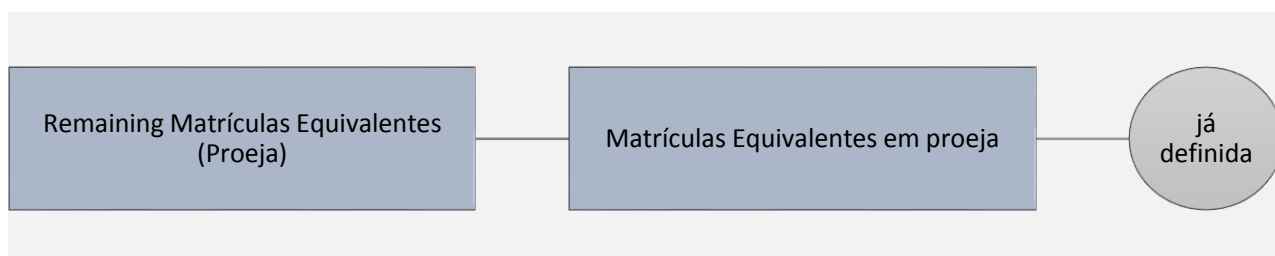 Remaining Matrículas Equivalentes
(Proeja)
Matrículas Equivalentes em proeja
já
definida